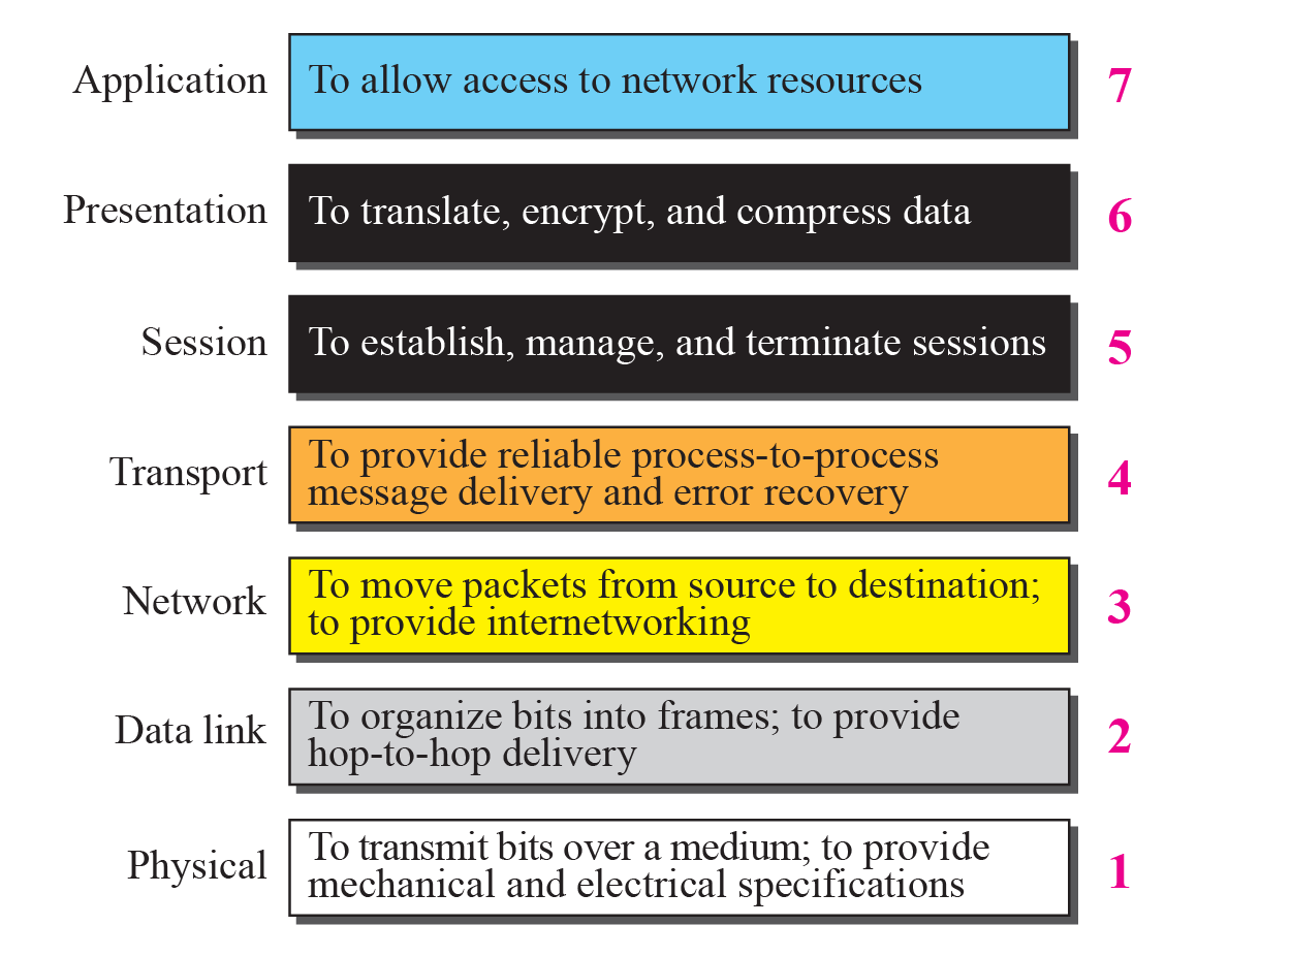 Application
To allow access to network resources
7
Presentation
To translate, encrypt, and compress data
6
Session
To establish, manage, and terminate sessions
5
Transport
To provide reliable process-to-process
message delivery and error recovery
4
Network
To move packets from source to destination;
to provide internetworking
3
Data link
To organize bits into frames; to provide
hop-to-hop delivery
2
Physical
To transmit bits over a medium; to provide
mechanical and electrical specifications
1